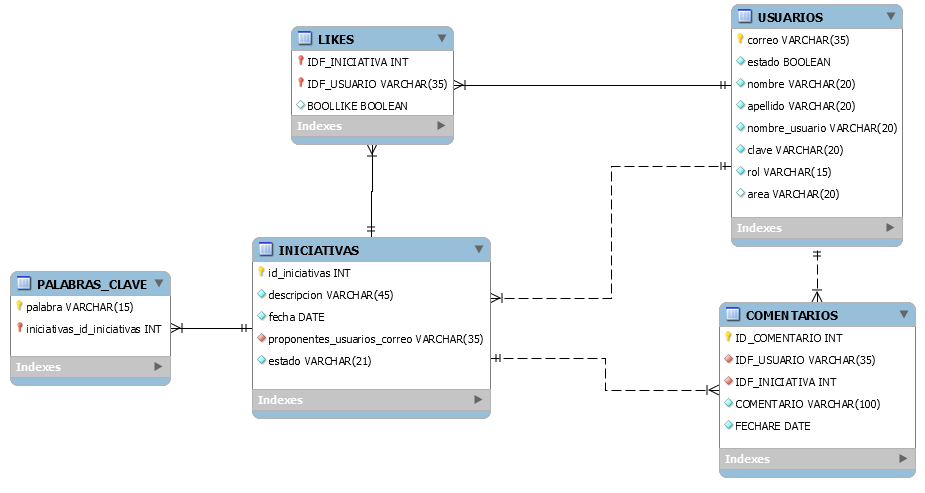 LIKES
IDF_INICIATIVA INT
IDF_USUARIO VARCHAR(35)
BOOLLIKE BOOLEAN
Indexes
USUARIOS
correo VARCHAR(35)
estado BOOLEAN
nombre VARCHAR(20)
apellido VARCHAR(20)
nombre_usuario VARCHAR(20)
clave VARCHAR(20)
rol VARCHAR(15)
area VARCHAR(20)
Indexes
PALABRAS_CLAVE
palabra VARCHAR(15)
iniciativas_id_iniciativas INT
Indexes
INICIATIVAS
id_iniciativas INT
descripcion VARCHAR(45)
fecha DATE
proponentes_usuarios_correo VARCHAR(35)
estado VARCHAR(21)
Indexes
COMENTARIOS
ID_COMENTARIO INT
IDF_USUARIO VARCHAR(35)
IDF_INICIATIVA INT
COMENTARIO VARCHAR(100)
FECHARE DATE
Indexes